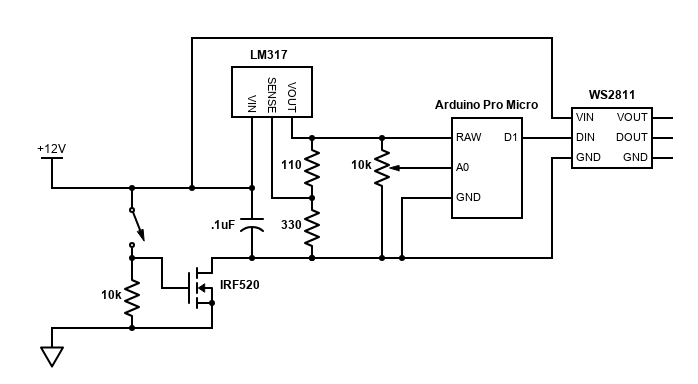 LM317
VIN
SENSE
VOUT
WS2811
VIN
VOUT
DIN
DOUT
GND
GND
Arduino Pro Micro
RAW
D1
A0
GND
+12V
110
10k
.1uF
330
10k
IRF520